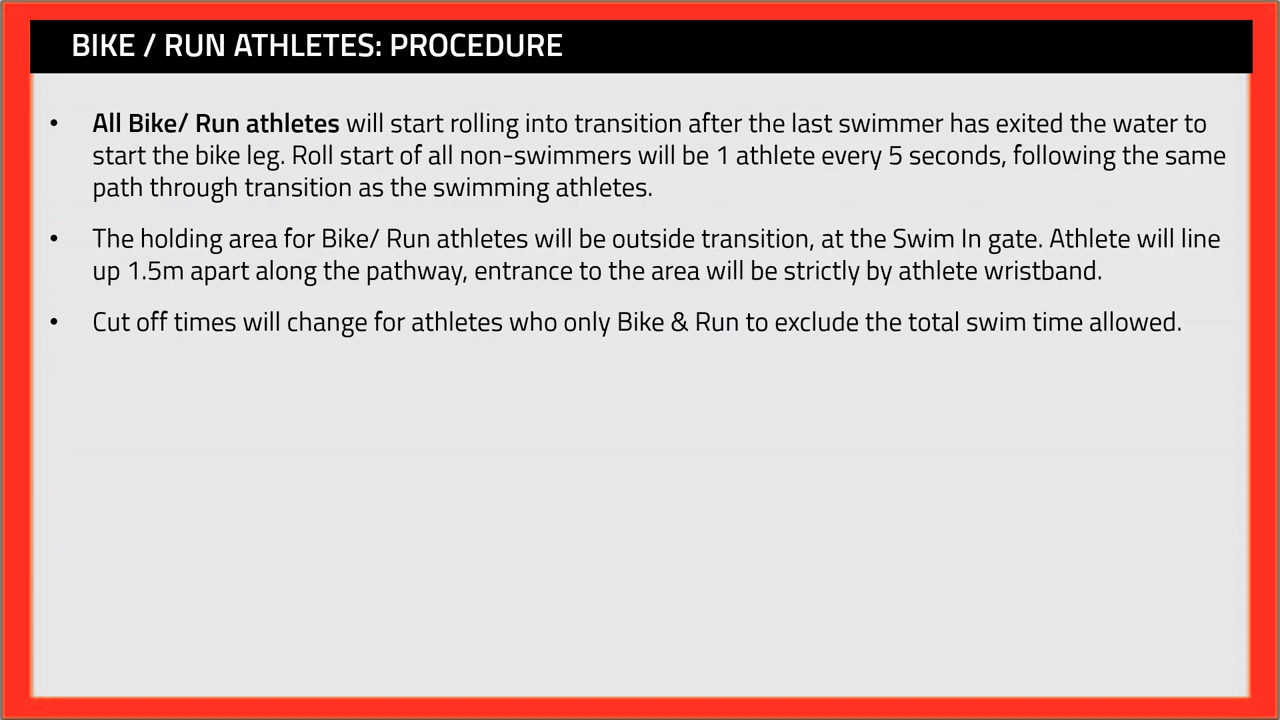 BIKE / RUN ATHLETES: PROCEDURE
• All Bike/ Run athletes will start rolling into transition after the last swimmer has exited the water to
start the bike leg. Roll start of all non-swimmers will be 1 athlete every 5 seconds, following the same
path through transition as the swimming athletes.
• The holding area for Bike/ Run athletes will be outside transition, at the Swim In gate. Athlete will line
up 1.5m apart along the pathway, entrance to the area will be strictly by athlete wristband.
• Cut off times will change for athletes who only Bike & Run to exclude the total swim time allowed.